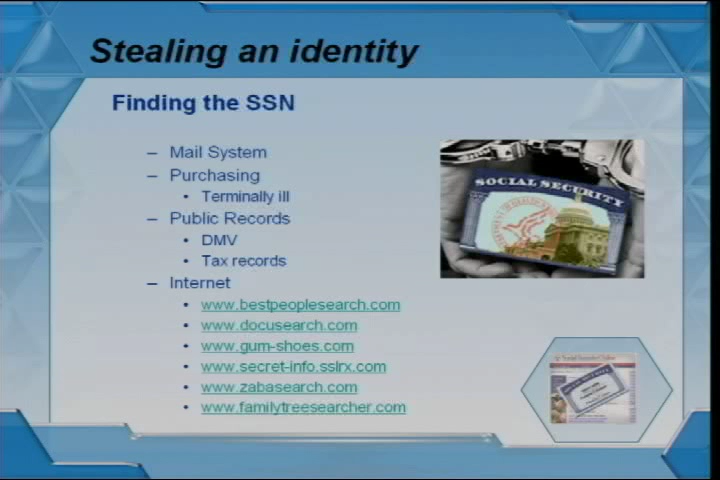 Stealing an identity
Finding the SSN
– Mail System
– Purchasing
• Terminally ill
– Public Records
• DMV
• Tax records
– Internet
• www.bestpeoplesearch.com
• www.docusearch.com
• www.gum-shoes.com
• www.secret-info.sslrx.com
• www.zabasearch.com
• www.familytreesearcher.com
SOCIAL SECURITY